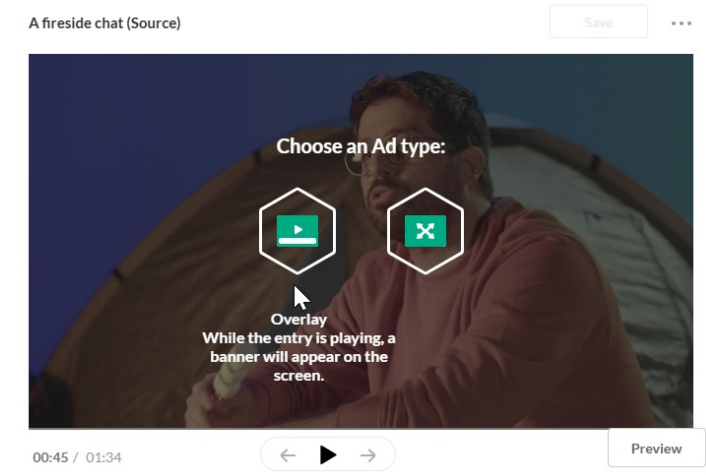 A fireside chat (Source)
Save
Choose an Ad type:
Overlay
While the entry is playing, a
banner will appear on the
screen.
00:45 / 01:34
Preview